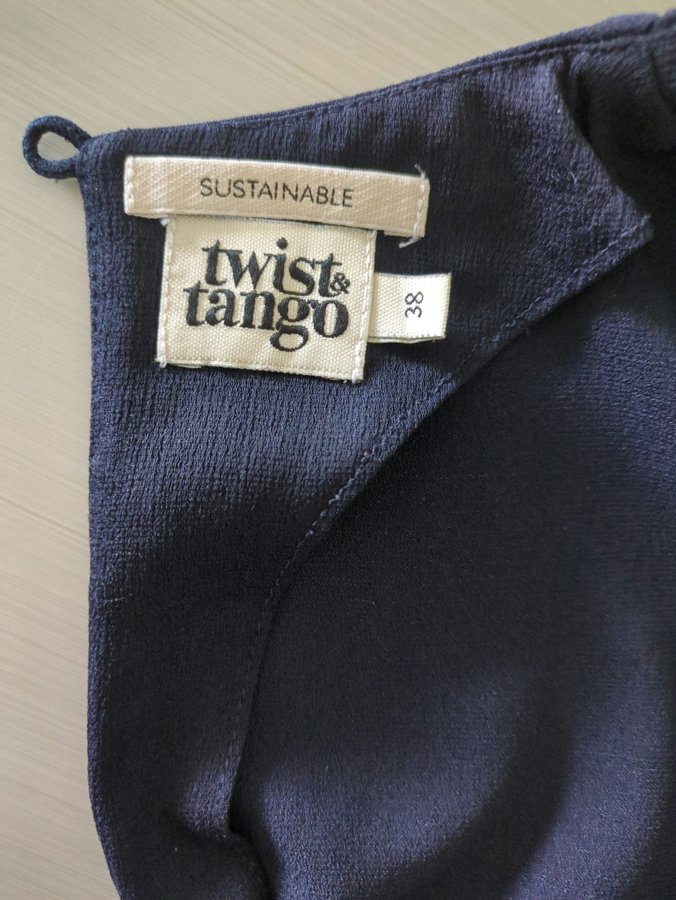 SUSTAINABLE
twist &
tango
38